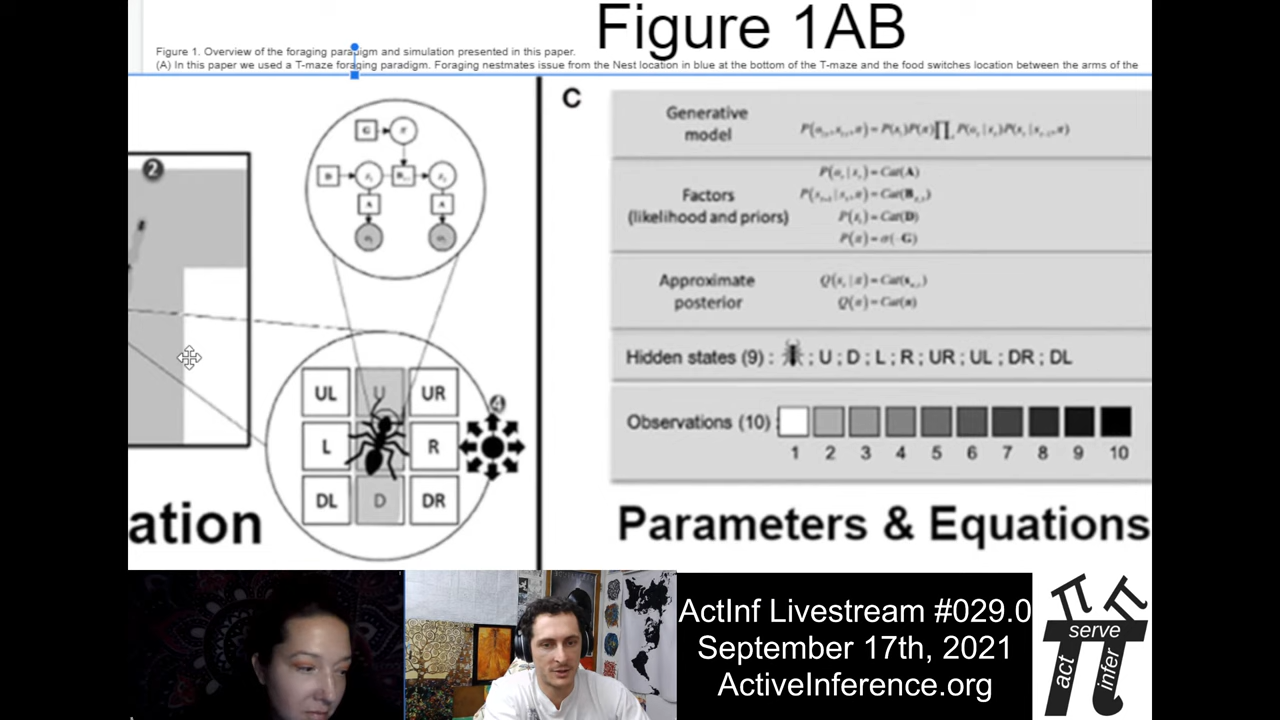 Figure 1AB
Figure 1. Overview of the foraging paradigm and simulation presented in this paper.
(A) In this paper we used a T-maze foraging paradigm. Foraging nestmates issue from the Nest location in blue at the bottom of the T-maze and the food switches location between the arms of the
2
G
D
A
A
UL U UR
L R
DL D DR
4
ation
C
Generative
model
Factors
(likelihood and priors)
P(π) = σ(-G)
Approximate
posterior
Hidden states (9) : ; U ; D ; L ; R ; UR ; UL ; DR ; DL
Observations (10) :
1 2 3 4 5 6 7 8 9 10
Parameters & Equations
ActInf Livestream #029.0
September 17th, 2021
ActiveInference.org
serve
act
infer